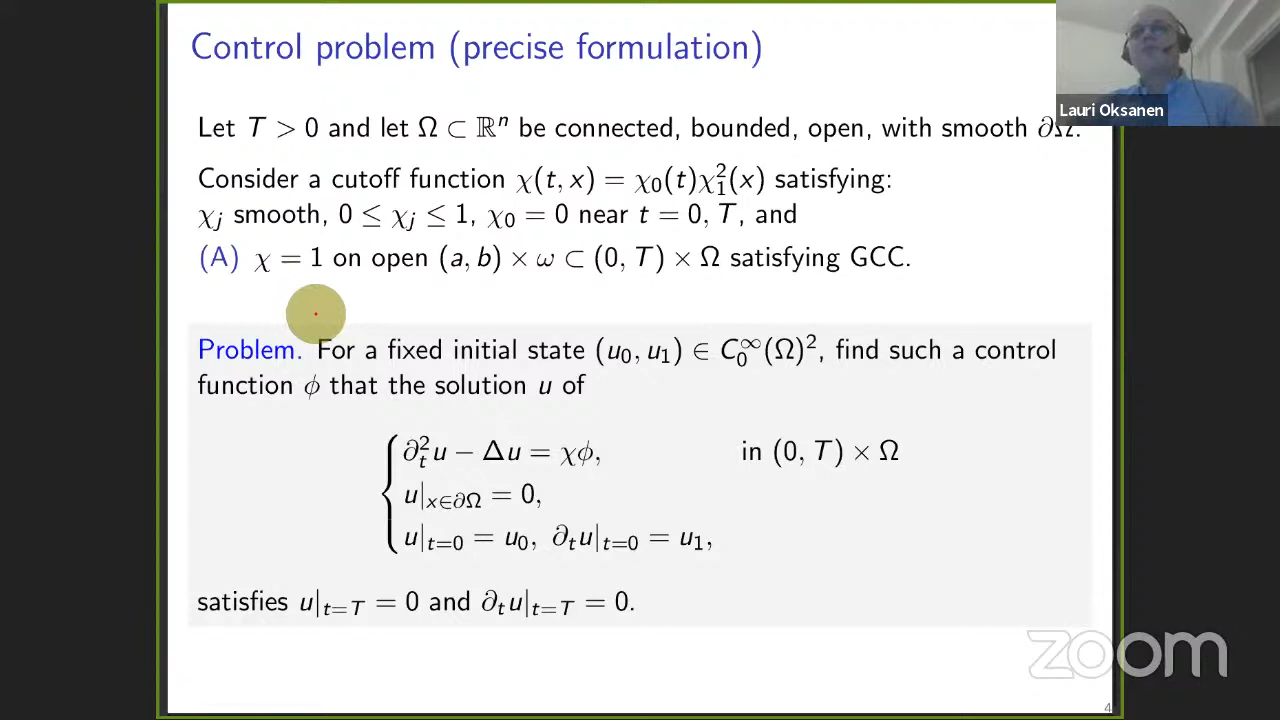 Control problem (precise formulation)
Lauri Oksanen
Let T > 0 and let Ω ⊂ ℝⁿ be connected, bounded, open, with smooth ∂Ω.
Consider a cutoff function χ(t, x) = χ₀(t)χ₁²(x) satisfying:
χⱼ smooth, 0 ≤ χⱼ ≤ 1, χ₀ = 0 near t = 0, T, and
(A) χ = 1 on open (a, b) × ω ⊂ (0, T) × Ω satisfying GCC.
Problem. For a fixed initial state (u₀, u₁) ∈ C₀^∞(Ω)², find such a control
function ϕ that the solution u of
∂ₜ²u − Δu = χϕ, in (0, T) × Ω
u|ₓ∈∂Ω = 0,
u|ₜ₌₀ = u₀, ∂ₜu|ₜ₌₀ = u₁,
satisfies u|ₜ₌T = 0 and ∂ₜu|ₜ₌T = 0.
zoom
4